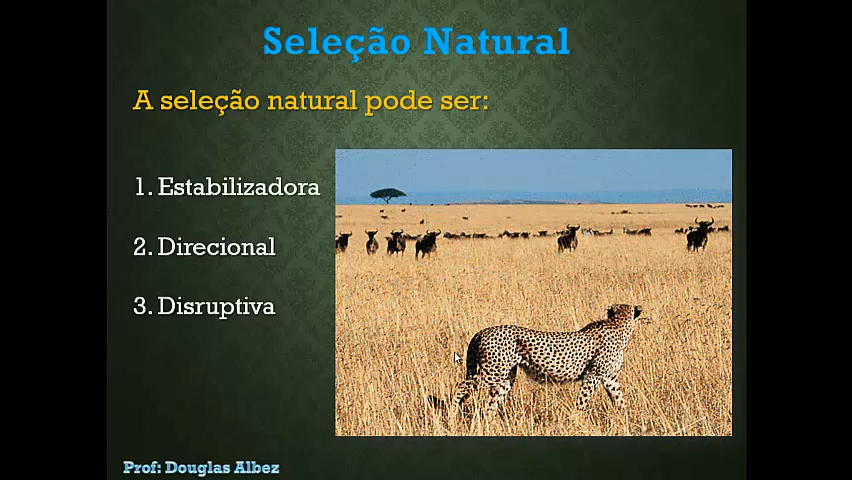 Seleção Natural
A seleção natural pode ser:
1. Estabilizadora
2. Direcional
3. Disruptiva
Prof: Douglas Albez